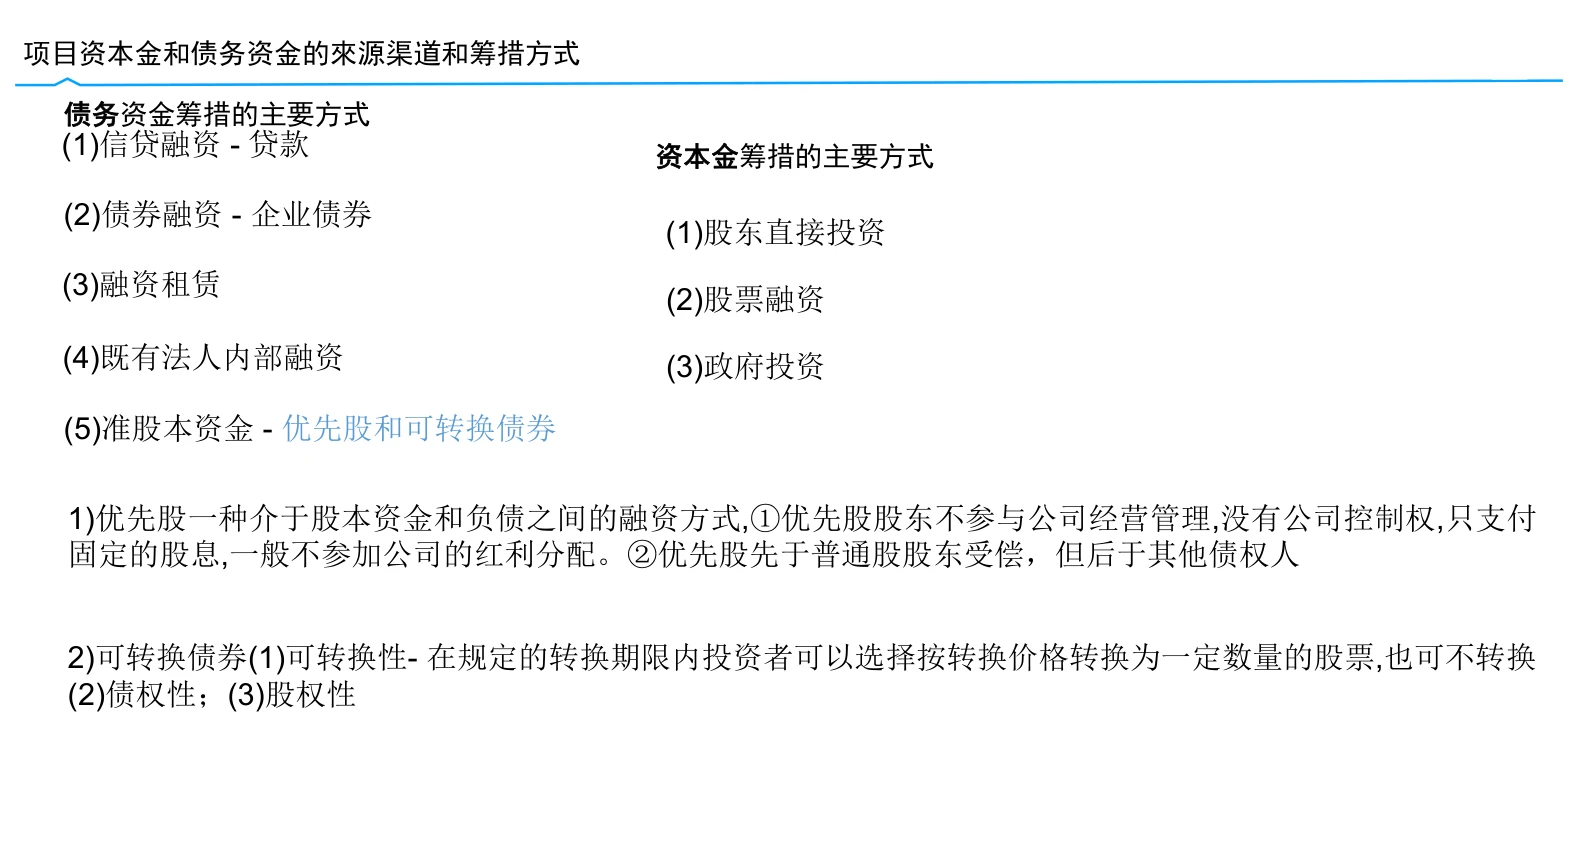 项目资本金和债务资金的來源渠道和筹措方式
债务资金筹措的主要方式
(1)信贷融资 - 贷款
(2)债券融资 - 企业债券
(3)融资租赁
(4)既有法人内部融资
(5)准股本资金 - 优先股和可转换债券
资本金筹措的主要方式
(1)股东直接投资
(2)股票融资
(3)政府投资
1)优先股一种介于股本资金和负债之间的融资方式,①优先股股东不参与公司经营管理,没有公司控制权,只支付
固定的股息,一般不参加公司的红利分配。②优先股先于普通股股东受偿，但后于其他债权人
2)可转换债券(1)可转换性- 在规定的转换期限内投资者可以选择按转换价格转换为一定数量的股票,也可不转换
(2)债权性；(3)股权性